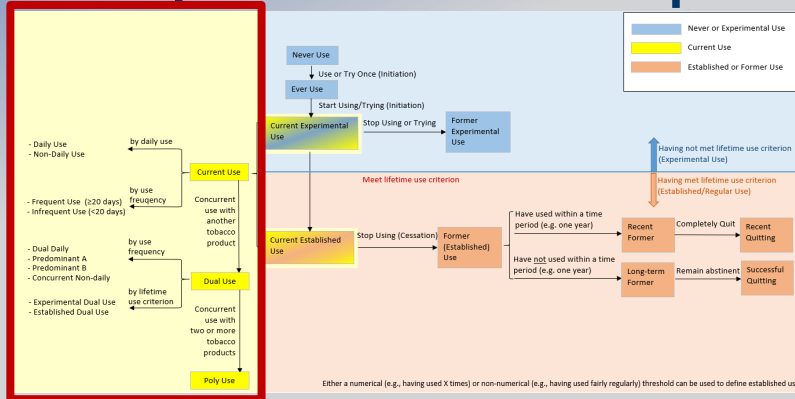 Never or Experimental Use
Current Use
Established or Former Use
Never Use
Use or Try Once (Initiation)
Ever Use
Start Using/Trying (Initiation)
Current Experimental
Use
Stop Using or Trying
Former
Experimental
Use
Having not met lifetime use criterion
(Experimental Use)
Meet lifetime use criterion
Having met lifetime use criterion
(Established/Regular Use)
- Daily Use
- Non-Daily Use
by daily use
Current Use
by use
freuqency
- Frequent Use (≥20 days)
- Infrequent Use (<20 days)
Concurrent
use with
another
tobacco
product
- Dual Daily
- Predominant A
- Predominant B
- Concurrent Non-daily
by use
frequency
Dual Use
by lifetime
use criterion
- Experimental Dual Use
- Established Dual Use
Concurrent
use with
two or more
tobacco
products
Poly Use
Current Established
Use
Stop Using (Cessation)
Former
(Established)
Use
Have used within a time
period (e.g. one year)
Recent
Former
Completely Quit
Recent
Quitting
Have not used within a time
period (e.g. one year)
Long-term
Former
Remain abstinent
Successful
Quitting
Either a numerical (e.g., having used X times) or non-numerical (e.g., having used fairly regularly) threshold can be used to define established us